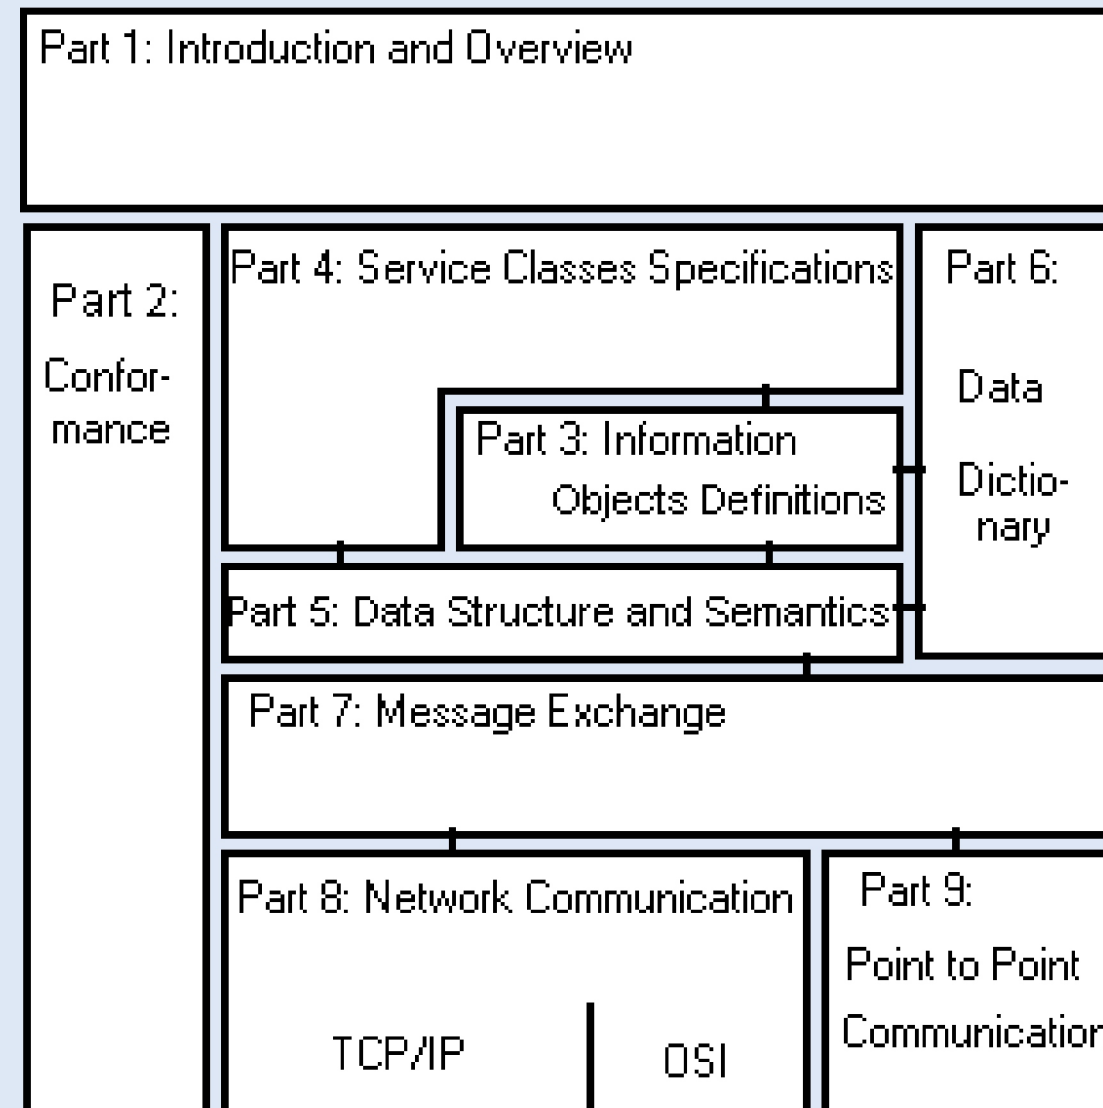 Part 1: Introduction and Overview
Part 2:
Confor-
mance
Part 4: Service Classes Specifications
Part 3: Information
Objects Definitions
Part 6:
Data
Dictio-
nary
Part 5: Data Structure and Semantics
Part 7: Message Exchange
Part 8: Network Communication
TCP/IP
OSI
Part 9:
Point to Point
Communication